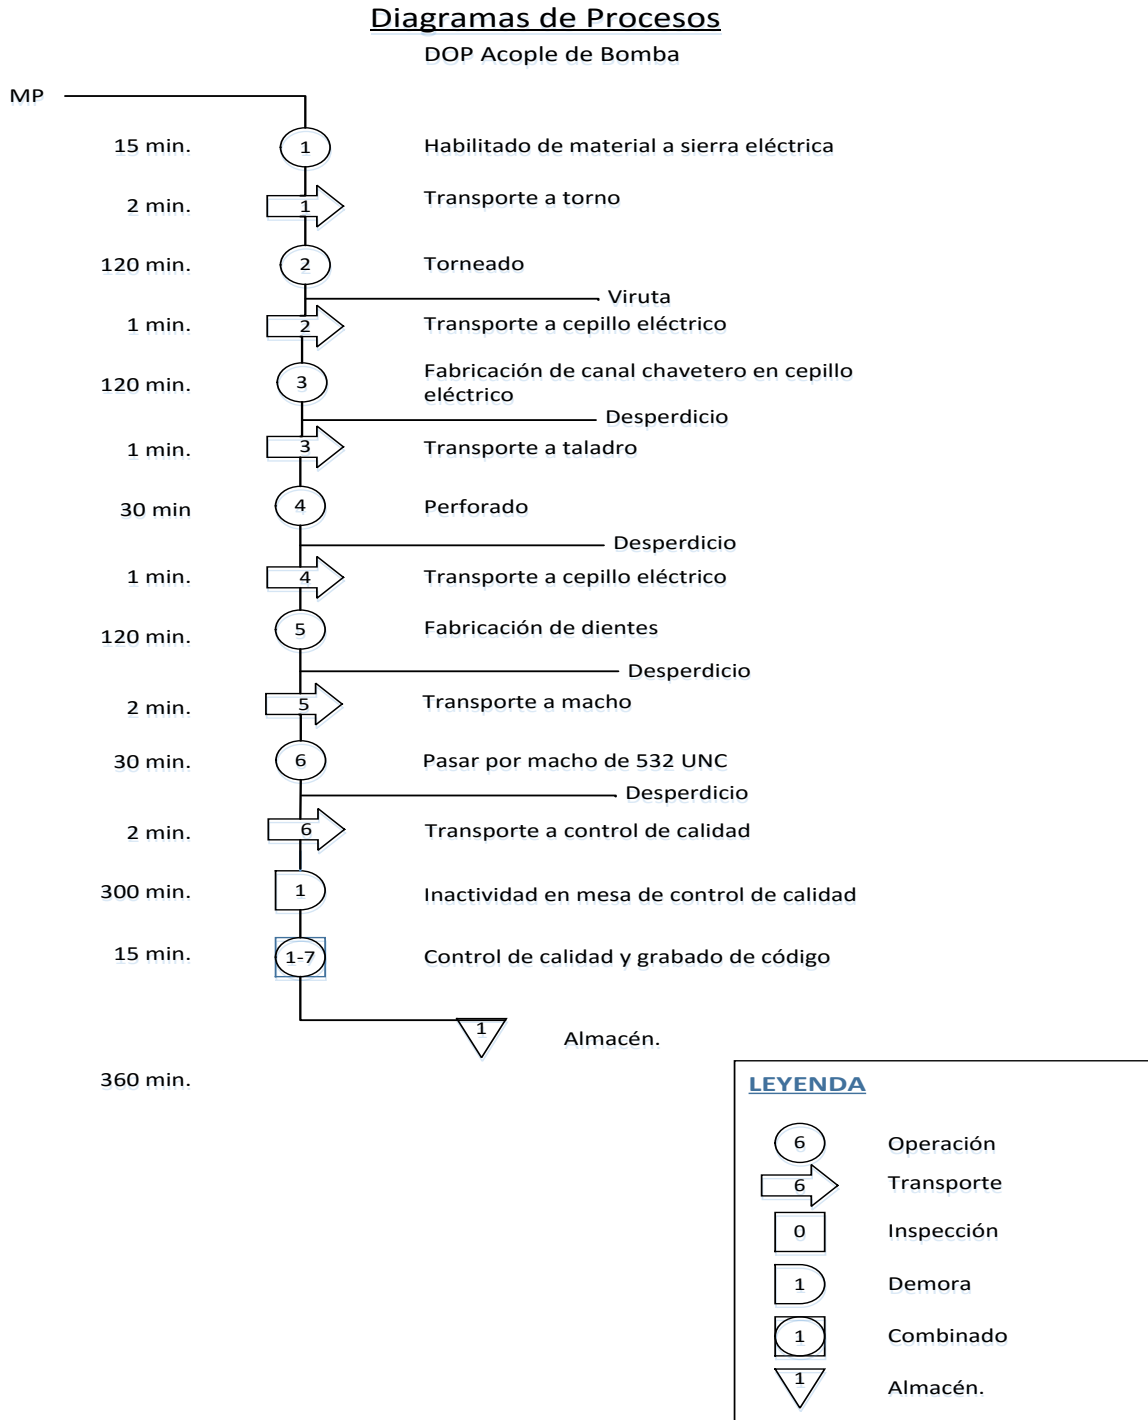 Diagramas de Procesos
DOP Acople de Bomba
MP
15 min.
1
Habilitado de material a sierra eléctrica
2 min.
1
Transporte a torno
120 min.
2
Torneado
Viruta
1 min.
2
Transporte a cepillo eléctrico
120 min.
3
Fabricación de canal chavetero en cepillo
eléctrico
Desperdicio
1 min.
3
Transporte a taladro
30 min
4
Perforado
Desperdicio
1 min.
4
Transporte a cepillo eléctrico
120 min.
5
Fabricación de dientes
Desperdicio
2 min.
5
Transporte a macho
30 min.
6
Pasar por macho de 532 UNC
Desperdicio
2 min.
6
Transporte a control de calidad
300 min.
1
Inactividad en mesa de control de calidad
15 min.
1-7
Control de calidad y grabado de código
1
Almacén.
360 min.
LEYENDA
6
Operación
6
Transporte
0
Inspección
1
Demora
1
Combinado
1
Almacén.